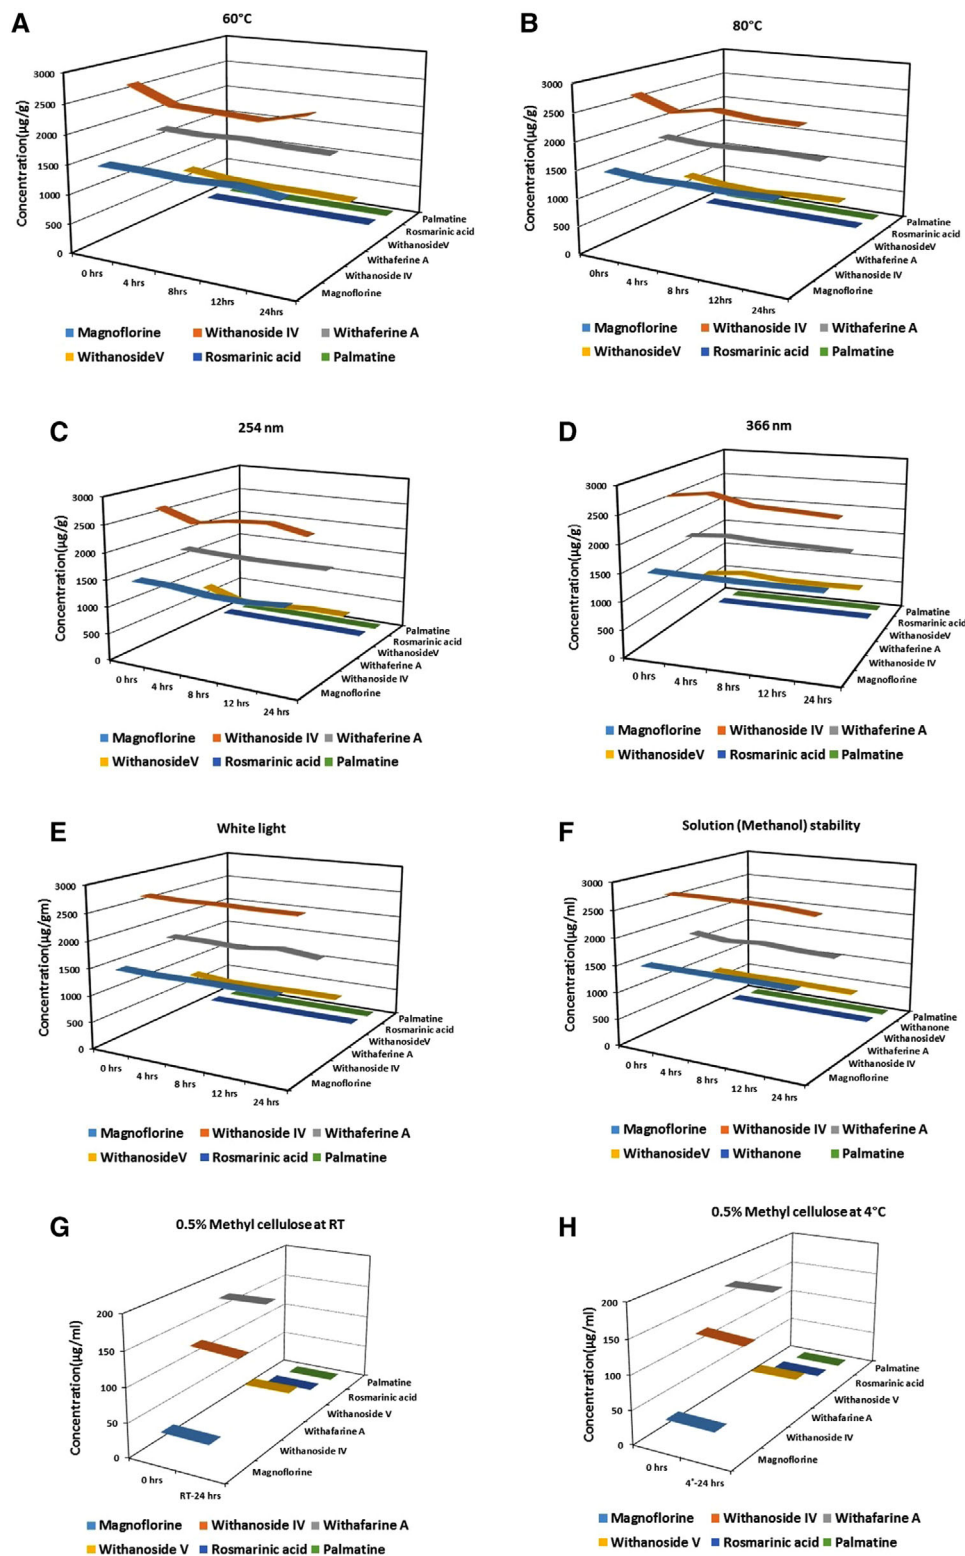 A
60°C
Concentration(µg/g)
3000
2500
2000
1500
1000
500
0
0 hrs
4 hrs
8hrs
12hrs
24hrs
Palmatine
Rosmarinic acid
WithanosideV
Withaferine A
Withanoside IV
Magnoflorine
Magnoflorine Withanoside IV Withaferine A
WithanosideV Rosmarinic acid Palmatine
B
80°C
Concentration(µg/g)
3000
2500
2000
1500
1000
500
0
0hrs
4 hrs
8hrs
12hrs
24hrs
Palmatine
Rosmarinic acid
WithanosideV
Withaferine A
Withanoside IV
Magnoflorine
Magnoflorine Withanoside IV Withaferine A
WithanosideV Rosmarinic acid Palmatine
C
254 nm
Concentration(µg/g)
3000
2500
2000
1500
1000
500
0
0 hrs
4 hrs
8 hrs
12 hrs
24 hrs
Palmatine
Rosmarinic acid
WithanosideV
Withaferine A
Withanoside IV
Magnoflorine
Magnoflorine Withanoside IV Withaferine A
WithanosideV Rosmarinic acid Palmatine
D
366 nm
Concentration(µg/g)
3000
2500
2000
1500
1000
500
0
0 hrs
4 hrs
8 hrs
12 hrs
24 hrs
Palmatine
Rosmarinic acid
WithanosideV
Withaferine A
Withanoside IV
Magnoflorine
Magnoflorine Withanoside IV Withaferine A
WithanosideV Rosmarinic acid Palmatine
E
White light
Concentration(µg/gm)
3000
2500
2000
1500
1000
500
0
0 hrs
4 hrs
8 hrs
12 hrs
24 hrs
Palmatine
Rosmarinic acid
WithanosideV
Withaferine A
Withanoside IV
Magnoflorine
Magnoflorine Withanoside IV Withaferine A
WithanosideV Rosmarinic acid Palmatine
F
Solution (Methanol) stability
Concentration(µg/ml)
3000
2500
2000
1500
1000
500
0
0 hrs
4 hrs
8 hrs
12 hrs
24 hrs
Palmatine
Withanone
WithanosideV
Withaferine A
Withanoside IV
Magnoflorine
Magnoflorine Withanoside IV Withaferine A
WithanosideV Withanone Palmatine
G
0.5% Methyl cellulose at RT
Concentration(µg/ml)
200
150
100
50
0
0 hrs
RT-24 hrs
Palmatine
Rosmarinic acid
Withanoside V
Withafarine A
Withanoside IV
Magnoflorine
Magnoflorine Withanoside IV Withafarine A
Withanoside V Rosmarinic acid Palmatine
H
0.5% Methyl cellulose at 4°C
Concentration(µg/ml)
200
150
100
50
0
0 hrs
4°-24 hrs
Palmatine
Rosmarinic acid
Withanoside V
Withafarine A
Withanoside IV
Magnoflorine
Magnoflorine Withanoside IV Withafarine A
Withanoside V Rosmarinic acid Palmatine